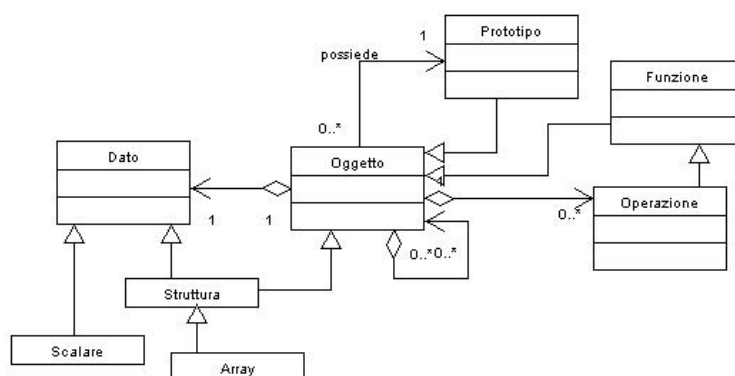 Prototipo
1
possiede
Funzione
0..*
Dato
Oggetto
Operazione
1
1
0..*
0..*0..*
Struttura
Scalare
Array